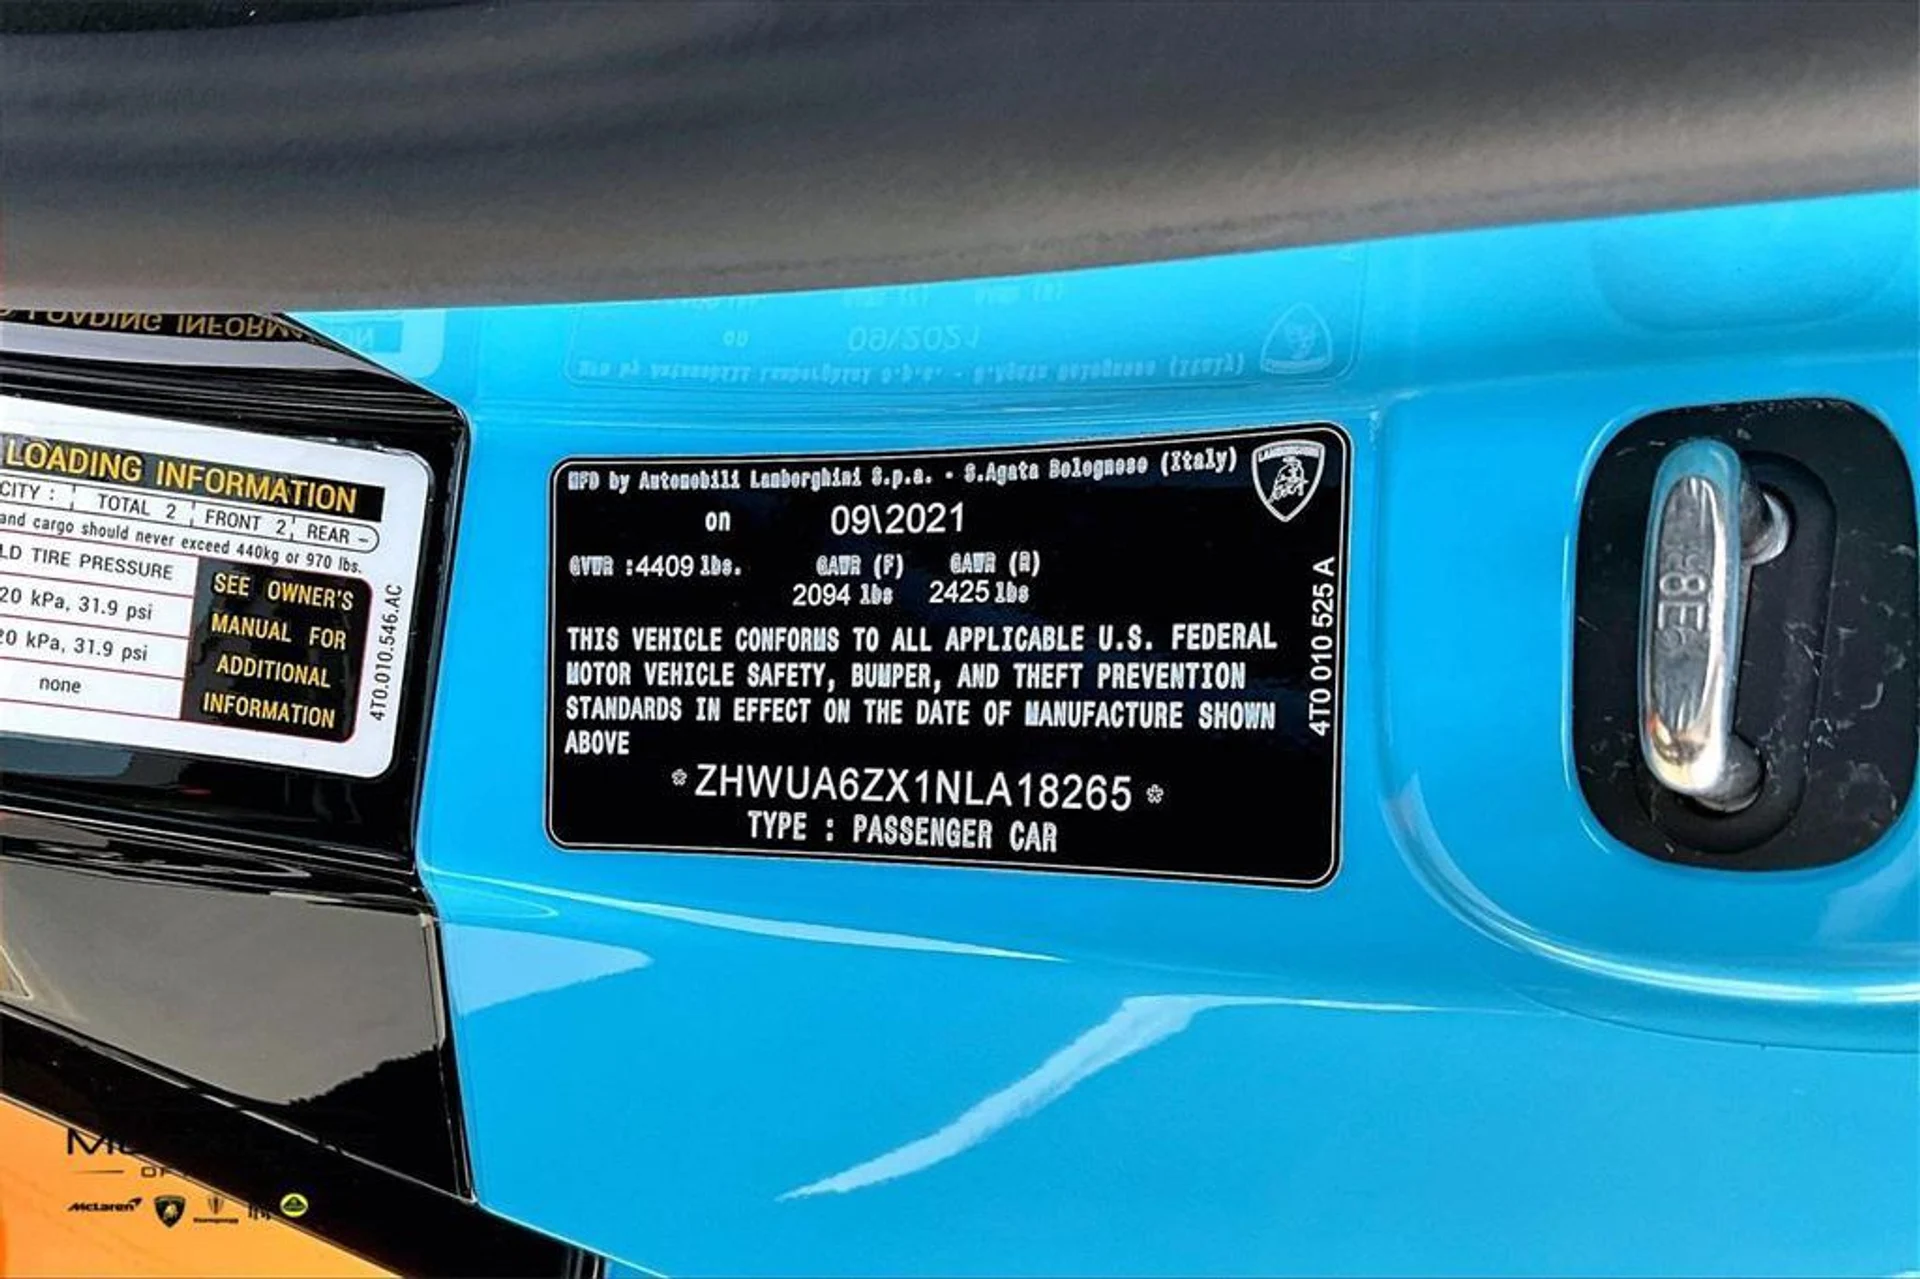 LOADING INFORMATION
CITY : TOTAL 2 FRONT 2 REAR -
and cargo should never exceed 440kg or 970 lbs.
LD TIRE PRESSURE
20 kPa, 31.9 psi
20 kPa, 31.9 psi
none
SEE OWNER'S
MANUAL FOR
ADDITIONAL
INFORMATION
4T0.010.546.AC
MFD by Automobili Lamborghini S.p.a. - S.Agata Bolognese (Italy)
LAMBORGHINI
on 09\2021
GVWR :4409 lbs. GAWR (F) GAWR (R)
2094 lbs 2425 lbs
THIS VEHICLE CONFORMS TO ALL APPLICABLE U.S. FEDERAL
MOTOR VEHICLE SAFETY, BUMPER, AND THEFT PREVENTION
STANDARDS IN EFFECT ON THE DATE OF MANUFACTURE SHOWN
ABOVE
*ZHWUA6ZX1NLA18265*
TYPE : PASSENGER CAR
4T0 010 525 A
McLaren